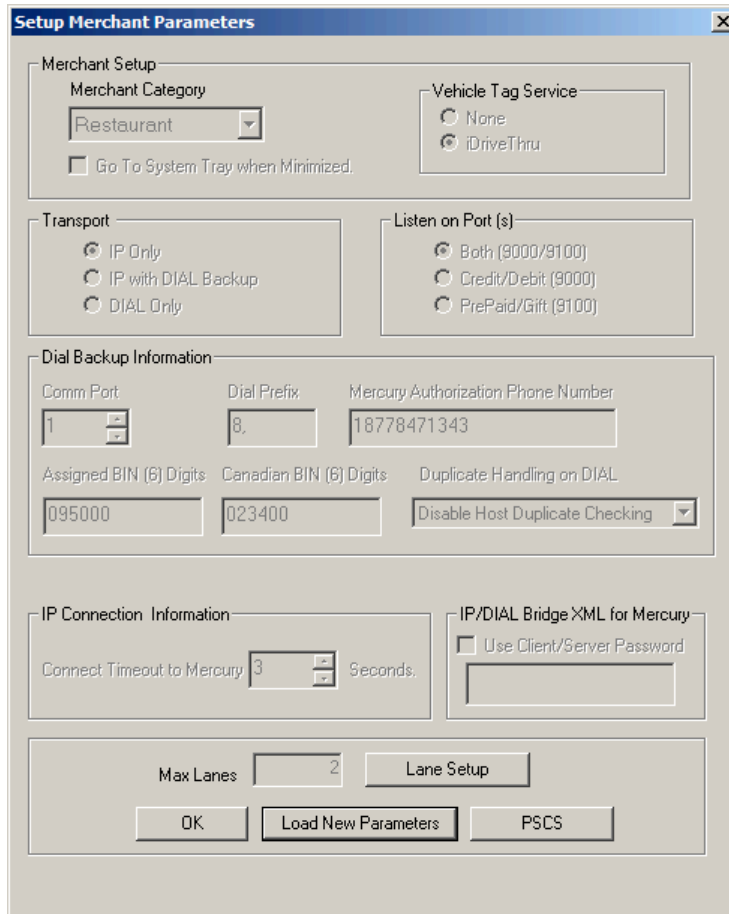 Setup Merchant Parameters
Merchant Setup
Merchant Category
Restaurant
Go To System Tray when Minimized.
Vehicle Tag Service
None
iDriveThru
Transport
IP Only
IP with DIAL Backup
DIAL Only
Listen on Port (s)
Both (9000/9100)
Credit/Debit (9000)
PrePaid/Gift (9100)
Dial Backup Information
Comm Port
Dial Prefix
Mercury Authorization Phone Number
1
8,
18778471343
Assigned BIN (6) Digits
Canadian BIN (6) Digits
Duplicate Handling on DIAL
095000
023400
Disable Host Duplicate Checking
IP Connection Information
Connect Timeout to Mercury 3 Seconds.
IP/DIAL Bridge XML for Mercury
Use Client/Server Password
Max Lanes 2 Lane Setup
OK Load New Parameters PSCS